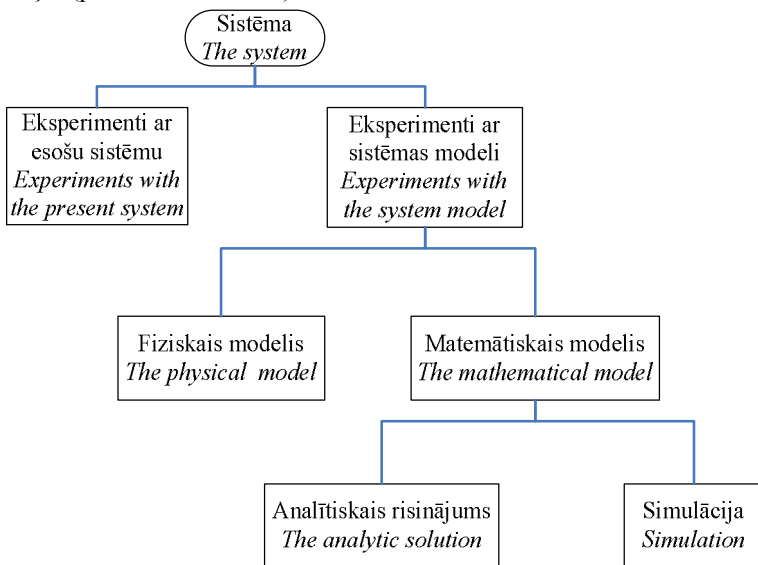 Sistēma
The system
Eksperimenti ar
esošu sistēmu
Experiments with
the present system
Eksperimenti ar
sistēmas modeli
Experiments with
the system model
Fiziskais modelis
The physical model
Matemātiskais modelis
The mathematical model
Analītiskais risinājums
The analytic solution
Simulācija
Simulation